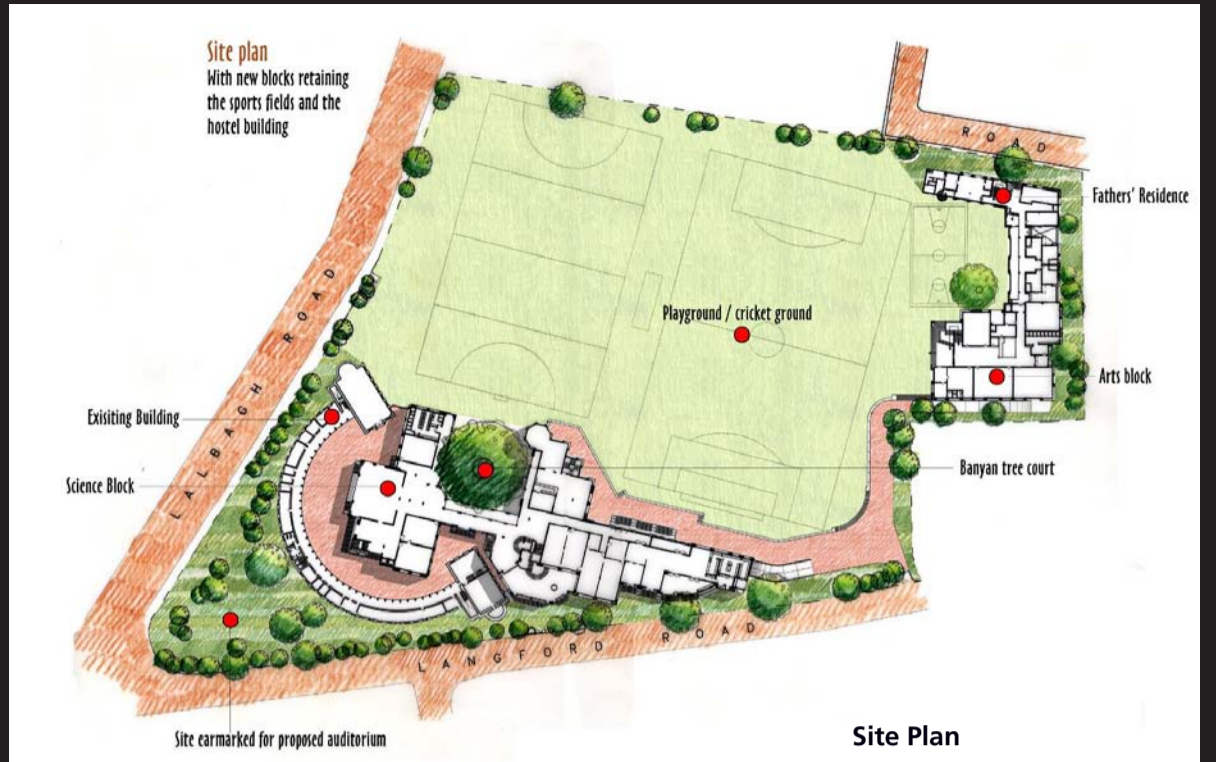 Site plan
With new blocks retaining
the sports fields and the
hostel building
ROAD
Fathers' Residence
LALBAGH ROAD
Playground / cricket ground
Arts block
Exisiting Building
Banyan tree court
Science Block
LANGFORD ROAD
Site earmarked for proposed auditorium
Site Plan